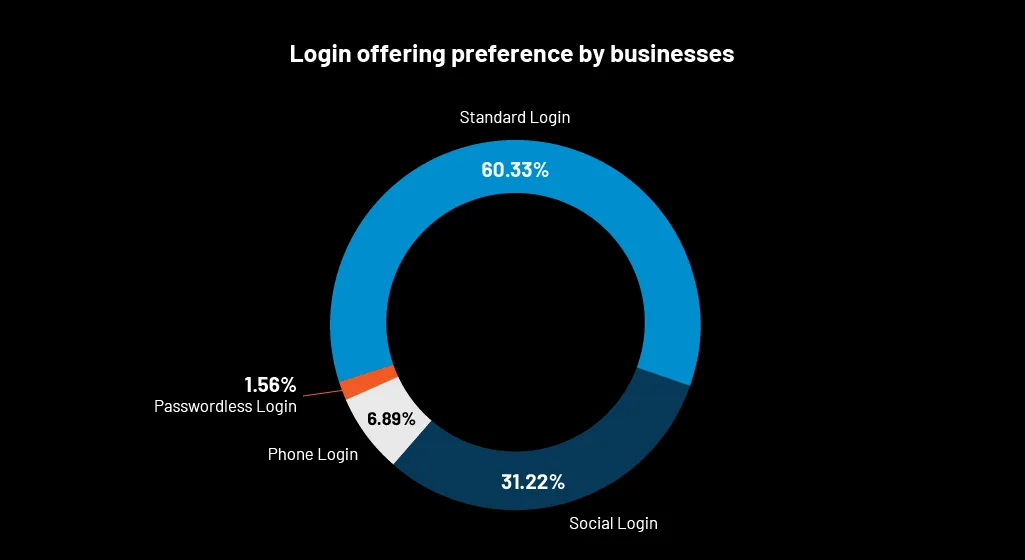 Login offering preference by businesses
Standard Login
60.33%
1.56%
Passwordless Login
6.89%
Phone Login
31.22%
Social Login